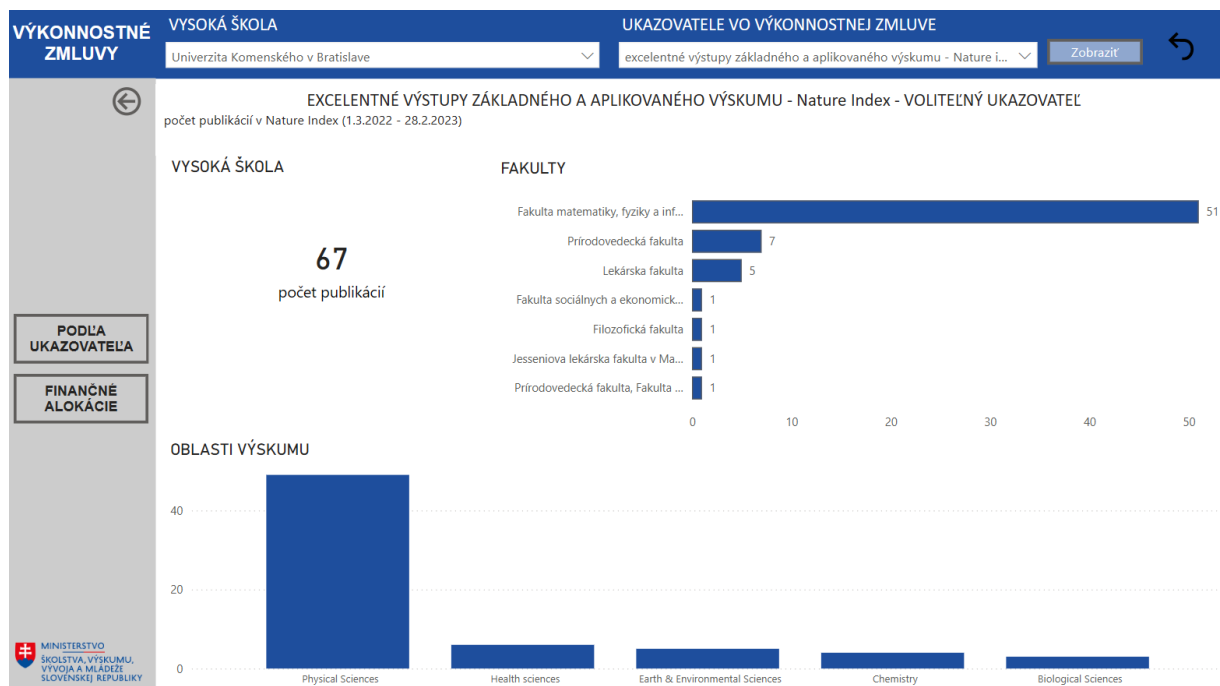 VÝKONNOSTNÉ
ZMLUVY
VYSOKÁ ŠKOLA
Univerzita Komenského v Bratislave
UKAZOVATELE VO VÝKONNOSTNEJ ZMLUVE
excelentné výstupy základného a aplikovaného výskumu - Nature i...
Zobraziť
EXCELENTNÉ VÝSTUPY ZÁKLADNÉHO A APLIKOVANÉHO VÝSKUMU - Nature Index - VOLITEĽNÝ UKAZOVATEĽ
počet publikácií v Nature Index (1.3.2022 - 28.2.2023)
VYSOKÁ ŠKOLA
67
počet publikácií
FAKULTY
Fakulta matematiky, fyziky a inf... 51
Prírodovedecká fakulta 7
Lekárska fakulta 5
Fakulta sociálnych a ekonomick... 1
Filozofická fakulta 1
Jesseniova lekárska fakulta v Ma... 1
Prírodovedecká fakulta, Fakulta ... 1
0 10 20 30 40 50
PODĽA
UKAZOVATEĽA
FINANČNÉ
ALOKÁCIE
OBLASTI VÝSKUMU
40
20
0
Physical Sciences Health sciences Earth & Environmental Sciences Chemistry Biological Sciences
MINISTERSTVO
ŠKOLSTVA, VÝSKUMU,
VÝVOJA A MLÁDEŽE
SLOVENSKEJ REPUBLIKY